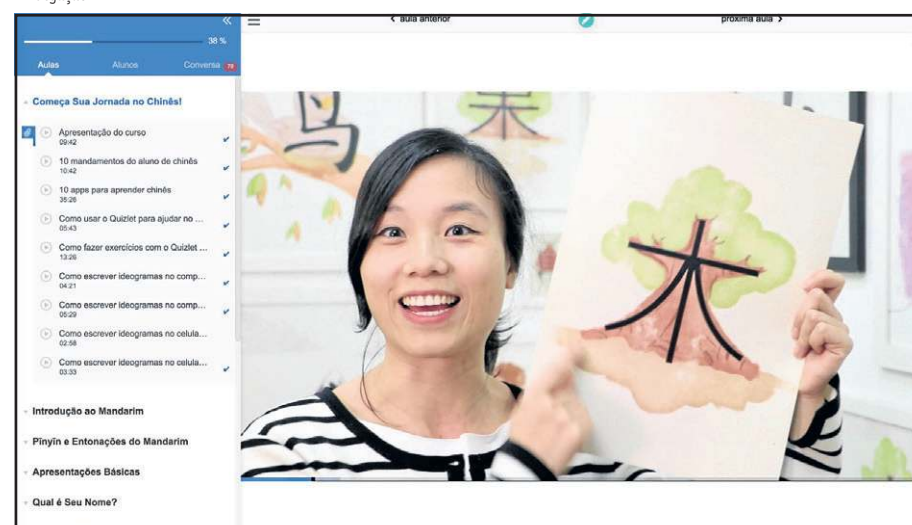 38 %
‹ aula anterior
próxima aula ›
Aulas
Alunos
Conversa 78
Começa Sua Jornada no Chinês!
Apresentação do curso
09:42
10 mandamentos do aluno de chinês
10:42
10 apps para aprender chinês
35:26
Como usar o Quizlet para ajudar no ...
05:43
Como fazer exercícios com o Quizlet ...
13:26
Como escrever ideogramas no comp...
04:21
Como escrever ideogramas no comp...
05:29
Como escrever ideogramas no celula...
02:58
Como escrever ideogramas no celula...
03:33
Introdução ao Mandarim
Pīnyīn e Entonações do Mandarim
Apresentações Básicas
Qual é Seu Nome?
鸟
果
木